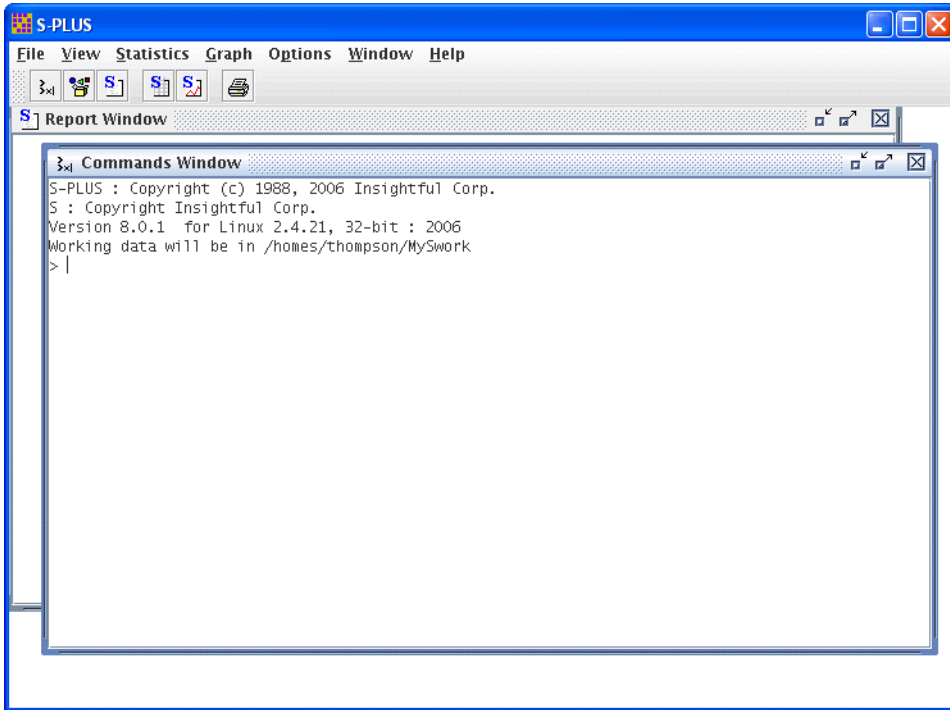 S-PLUS
File View Statistics Graph Options Window Help
Report Window
Commands Window
S-PLUS : Copyright (c) 1988, 2006 Insightful Corp.
S : Copyright Insightful Corp.
Version 8.0.1  for Linux 2.4.21, 32-bit : 2006
Working data will be in /homes/thompson/MySwork
>